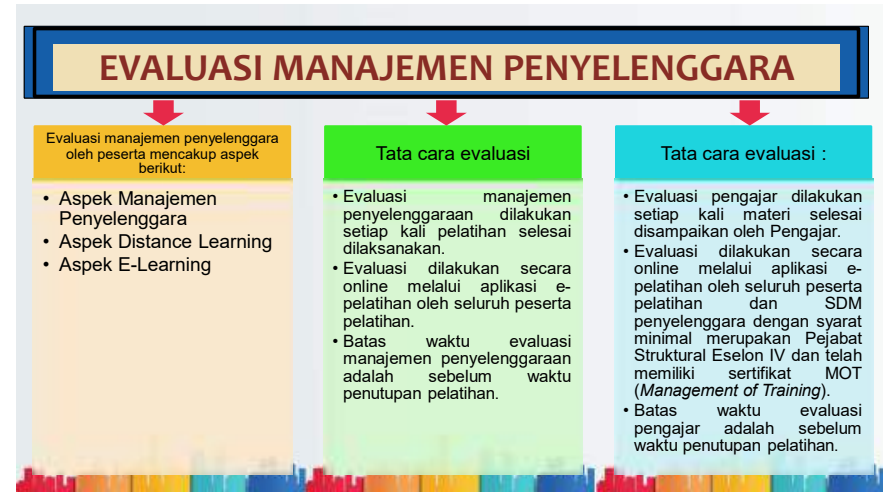 EVALUASI MANAJEMEN PENYELENGGARA
Evaluasi manajemen penyelenggara
oleh peserta mencakup aspek
berikut:
• Aspek Manajemen
Penyelenggara
• Aspek Distance Learning
• Aspek E-Learning
Tata cara evaluasi
• Evaluasi manajemen
penyelenggaraan dilakukan
setiap kali pelatihan selesai
dilaksanakan.
• Evaluasi dilakukan secara
online melalui aplikasi e-
pelatihan oleh seluruh peserta
pelatihan.
• Batas waktu evaluasi
manajemen penyelenggaraan
adalah sebelum waktu
penutupan pelatihan.
Tata cara evaluasi :
• Evaluasi pengajar dilakukan
setiap kali materi selesai
disampaikan oleh Pengajar.
• Evaluasi dilakukan secara
online melalui aplikasi e-
pelatihan oleh seluruh peserta
pelatihan dan SDM
penyelenggara dengan syarat
minimal merupakan Pejabat
Struktural Eselon IV dan telah
memiliki sertifikat MOT
(Management of Training).
• Batas waktu evaluasi
pengajar adalah sebelum
waktu penutupan pelatihan.